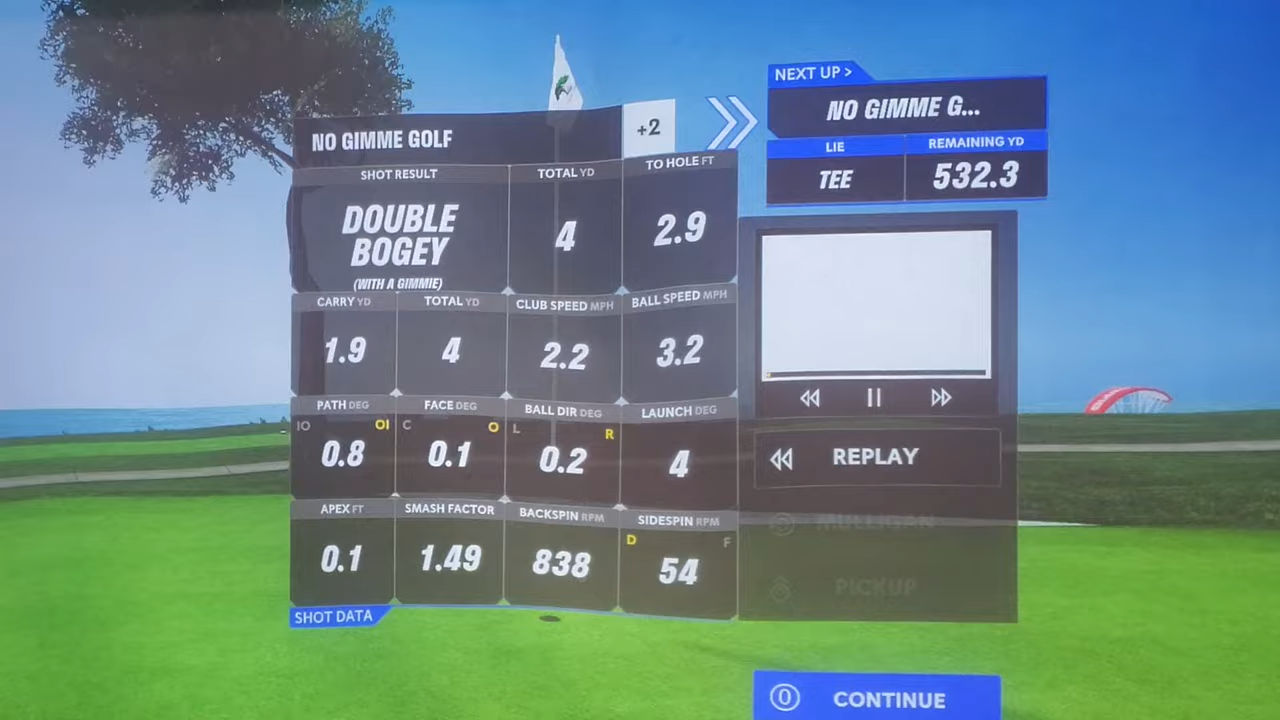 NO GIMME GOLF
+2
SHOT RESULT
DOUBLE
BOGEY
(WITH A GIMMIE)
TOTAL YD
4
TO HOLE FT
2.9
CARRY YD
1.9
TOTAL YD
4
CLUB SPEED MPH
2.2
BALL SPEED MPH
3.2
PATH DEG
IO OI
0.8
FACE DEG
C O
0.1
BALL DIR DEG
L R
0.2
LAUNCH DEG
4
APEX FT
0.1
SMASH FACTOR
1.49
BACKSPIN RPM
838
SIDESPIN RPM
D F
54
SHOT DATA
NEXT UP >
NO GIMME G...
LIE
TEE
REMAINING YD
532.3
REPLAY
MULLIGAN
PICKUP
0 CONTINUE